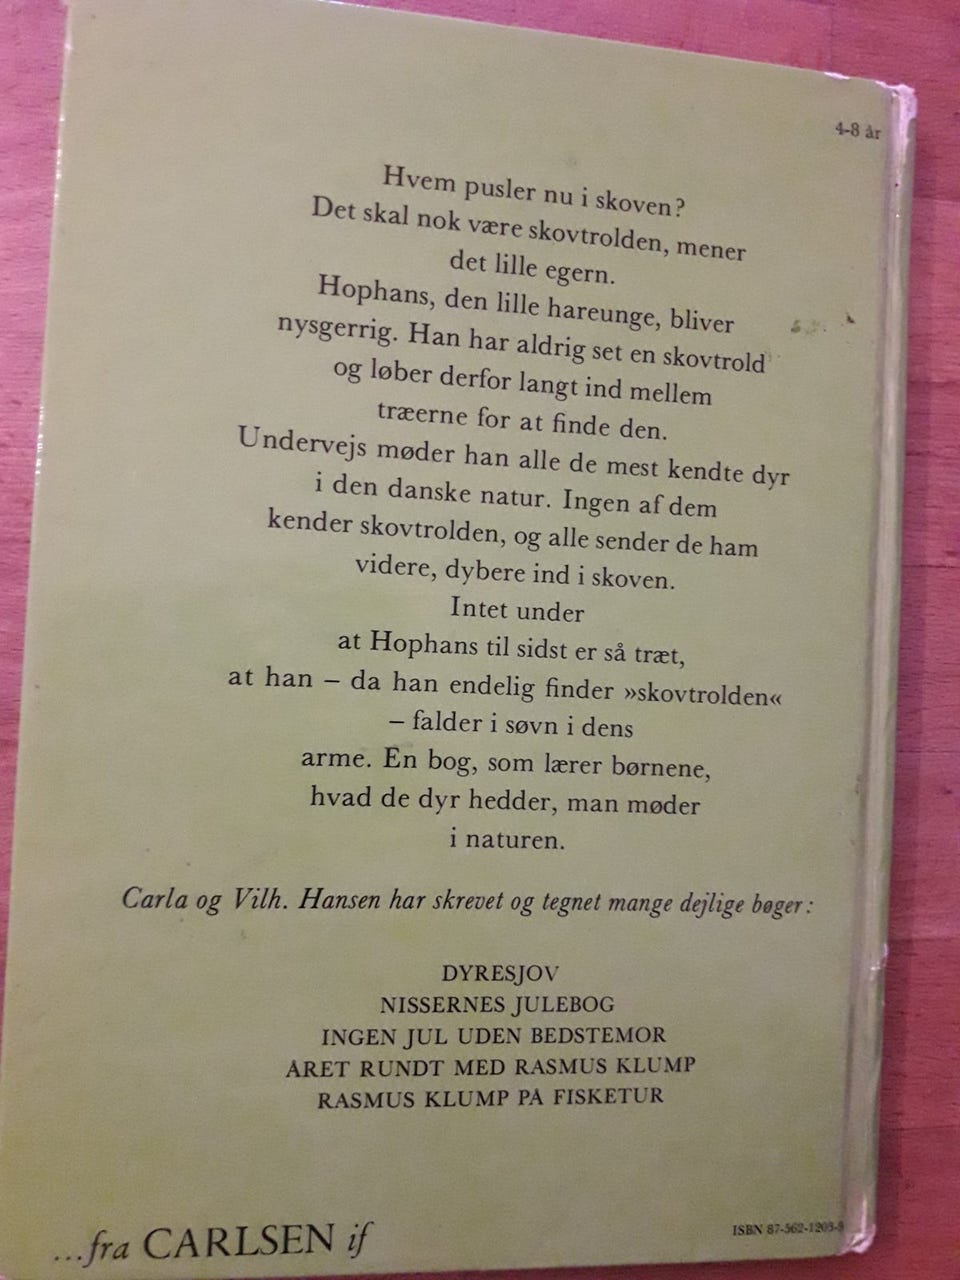 4-8 år
Hvem pusler nu i skoven?
Det skal nok være skovtrolden, mener
det lille egern.
Hophans, den lille hareunge, bliver
nysgerrig. Han har aldrig set en skovtrold
og løber derfor langt ind mellem
træerne for at finde den.
Undervejs møder han alle de mest kendte dyr
i den danske natur. Ingen af dem
kender skovtrolden, og alle sender de ham
videre, dybere ind i skoven.
Intet under
at Hophans til sidst er så træt,
at han – da han endelig finder »skovtrolden«
– falder i søvn i dens
arme. En bog, som lærer børnene,
hvad de dyr hedder, man møder
i naturen.
Carla og Vilh. Hansen har skrevet og tegnet mange dejlige bøger:
DYRESJOV
NISSERNES JULEBOG
INGEN JUL UDEN BEDSTEMOR
ÅRET RUNDT MED RASMUS KLUMP
RASMUS KLUMP PÅ FISKETUR
...fra CARLSEN if
ISBN